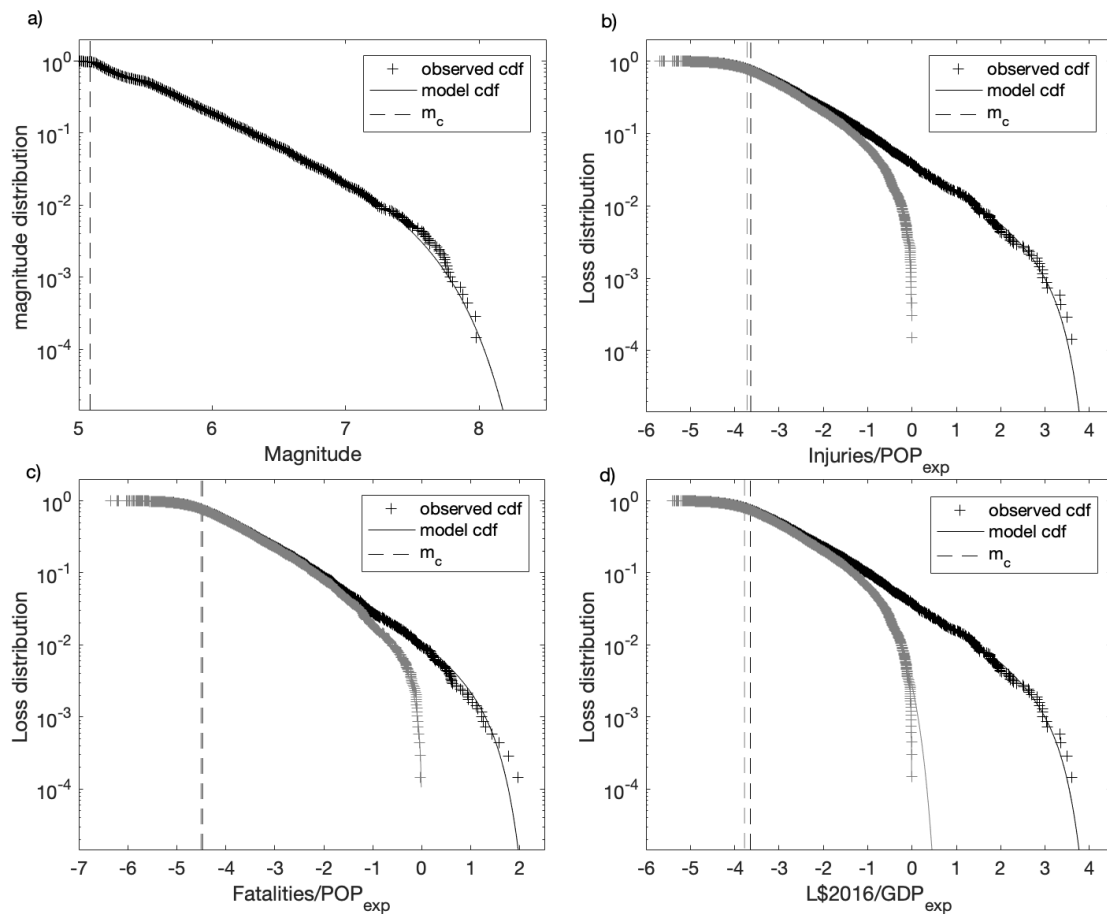 a)
magnitude distribution
10^0
10^-1
10^-2
10^-3
10^-4
observed cdf
model cdf
m_c
5 6 7 8
Magnitude
b)
Loss distribution
10^0
10^-1
10^-2
10^-3
10^-4
observed cdf
model cdf
m_c
-6 -5 -4 -3 -2 -1 0 1 2 3 4
Injuries/POP_exp
c)
Loss distribution
10^0
10^-1
10^-2
10^-3
10^-4
observed cdf
model cdf
m_c
-7 -6 -5 -4 -3 -2 -1 0 1 2
Fatalities/POP_exp
d)
Loss distribution
10^0
10^-1
10^-2
10^-3
10^-4
observed cdf
model cdf
m_c
-6 -5 -4 -3 -2 -1 0 1 2 3 4
L$2016/GDP_exp